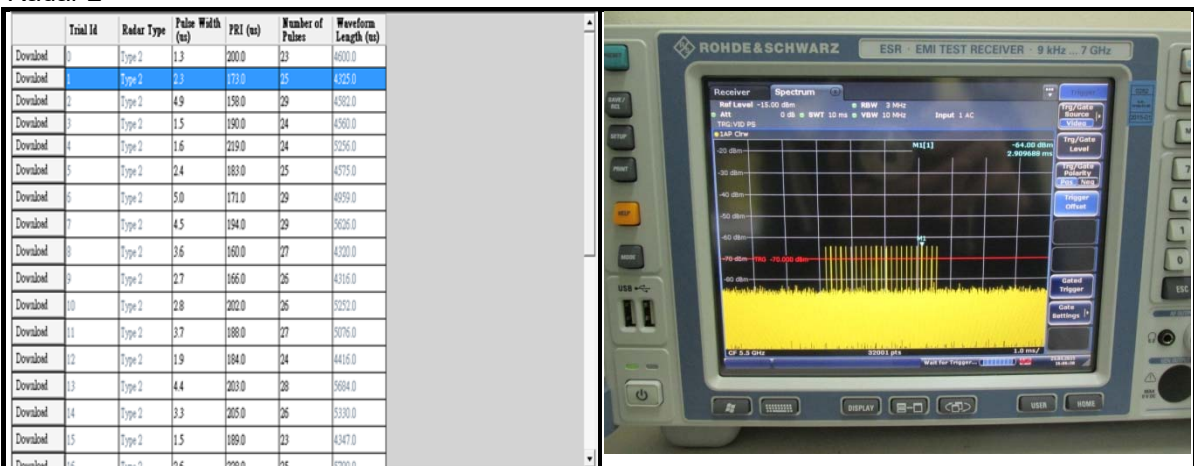 Trial Id Radar Type Pulse Width (us) PRI (us) Number of Pulses Waveform Length (us)
Download 0 Type 2 1.3 200.0 23 4600.0
Download 1 Type 2 2.3 173.0 25 4325.0
Download 2 Type 2 4.9 158.0 29 4582.0
Download 3 Type 2 1.5 190.0 24 4560.0
Download 4 Type 2 1.6 219.0 24 5256.0
Download 5 Type 2 2.4 183.0 25 4575.0
Download 6 Type 2 5.0 171.0 29 4959.0
Download 7 Type 2 4.5 194.0 29 5626.0
Download 8 Type 2 3.6 160.0 27 4320.0
Download 9 Type 2 2.7 166.0 26 4316.0
Download 10 Type 2 2.8 202.0 26 5252.0
Download 11 Type 2 3.7 188.0 27 5076.0
Download 12 Type 2 1.9 184.0 24 4416.0
Download 13 Type 2 4.4 203.0 28 5684.0
Download 14 Type 2 3.3 205.0 26 5330.0
Download 15 Type 2 1.5 189.0 23 4347.0
ROHDE&SCHWARZ ESR · EMI TEST RECEIVER · 9 kHz ... 7 GHz
Receiver Spectrum
Ref Level -15.00 dBm RBW 3 MHz
Att 0 dB SWT 10 ms VBW 10 MHz Input 1 AC
TRG:VID PS
1AP Clrw
M1[1] -64.00 dBm
2.909688 ms
-20 dBm
-30 dBm
-40 dBm
-50 dBm
-60 dBm
M1
-70 dBm TRG -70.000 dBm
-80 dBm
CF 5.3 GHz 32001 pts 1.0 ms/
Wait for Trigger...
Trigger
Trg/Gate Source
Video
Trg/Gate Level
Trg/Gate Polarity
Pos Neg
Trigger Offset
Gated Trigger
Gate Settings
SETUP
PRINT
HELP
MODE
USB
DISPLAY
USER
HOME
7
4
1
0
ESC